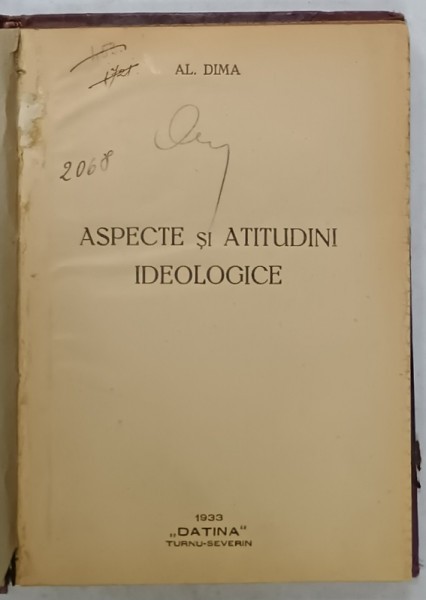 AL. DIMA
2068
ASPECTE și ATITUDINI
IDEOLOGICE
1933
„DATINA"
TURNU-SEVERIN